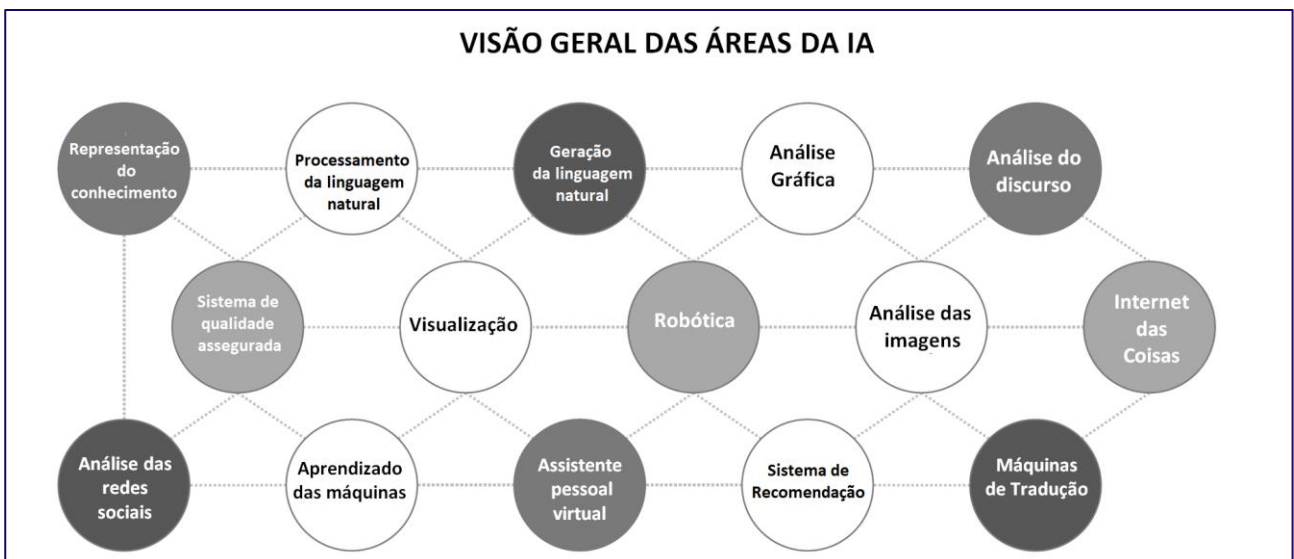 VISÃO GERAL DAS ÁREAS DA IA
Representação
do
conhecimento
Processamento
da linguagem
natural
Geração
da linguagem
natural
Análise
Gráfica
Análise do
discurso
Sistema de
qualidade
assegurada
Visualização
Robótica
Análise das
imagens
Internet
das
Coisas
Análise das
redes
sociais
Aprendizado
das máquinas
Assistente
pessoal
virtual
Sistema de
Recomendação
Máquinas
de Tradução